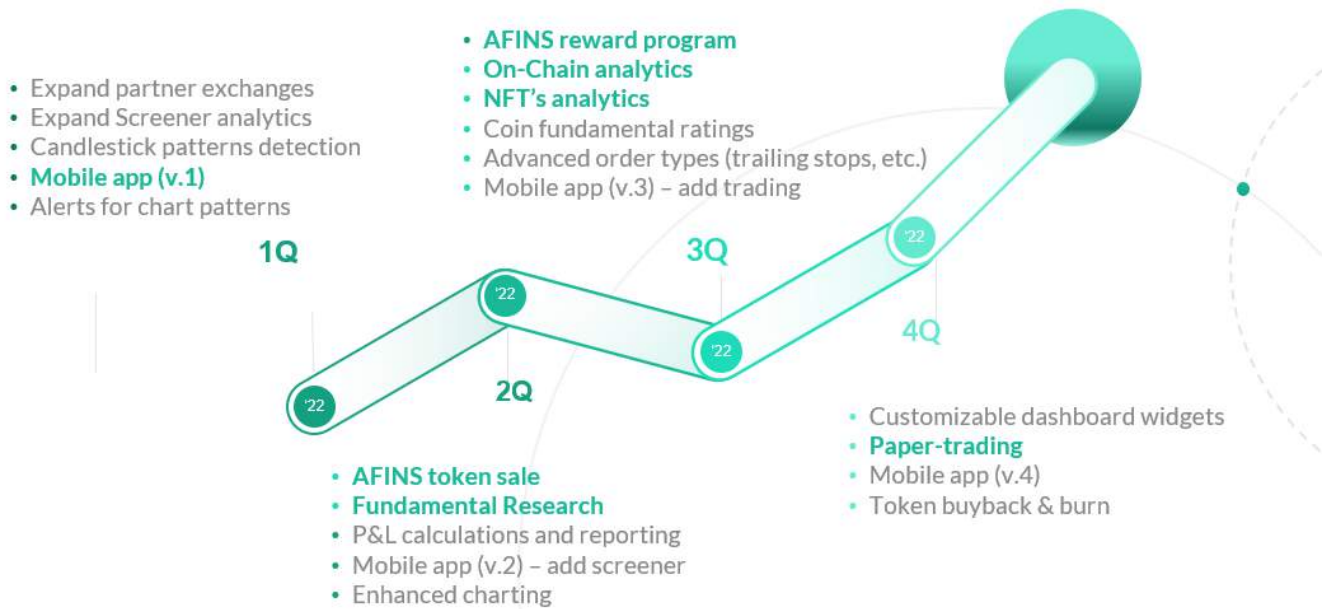 • Expand partner exchanges
• Expand Screener analytics
• Candlestick patterns detection
• Mobile app (v.1)
• Alerts for chart patterns
1Q
'22
'22
2Q
• AFINS token sale
• Fundamental Research
• P&L calculations and reporting
• Mobile app (v.2) – add screener
• Enhanced charting
• AFINS reward program
• On-Chain analytics
• NFT's analytics
• Coin fundamental ratings
• Advanced order types (trailing stops, etc.)
• Mobile app (v.3) – add trading
3Q
'22
'22
4Q
• Customizable dashboard widgets
• Paper-trading
• Mobile app (v.4)
• Token buyback & burn